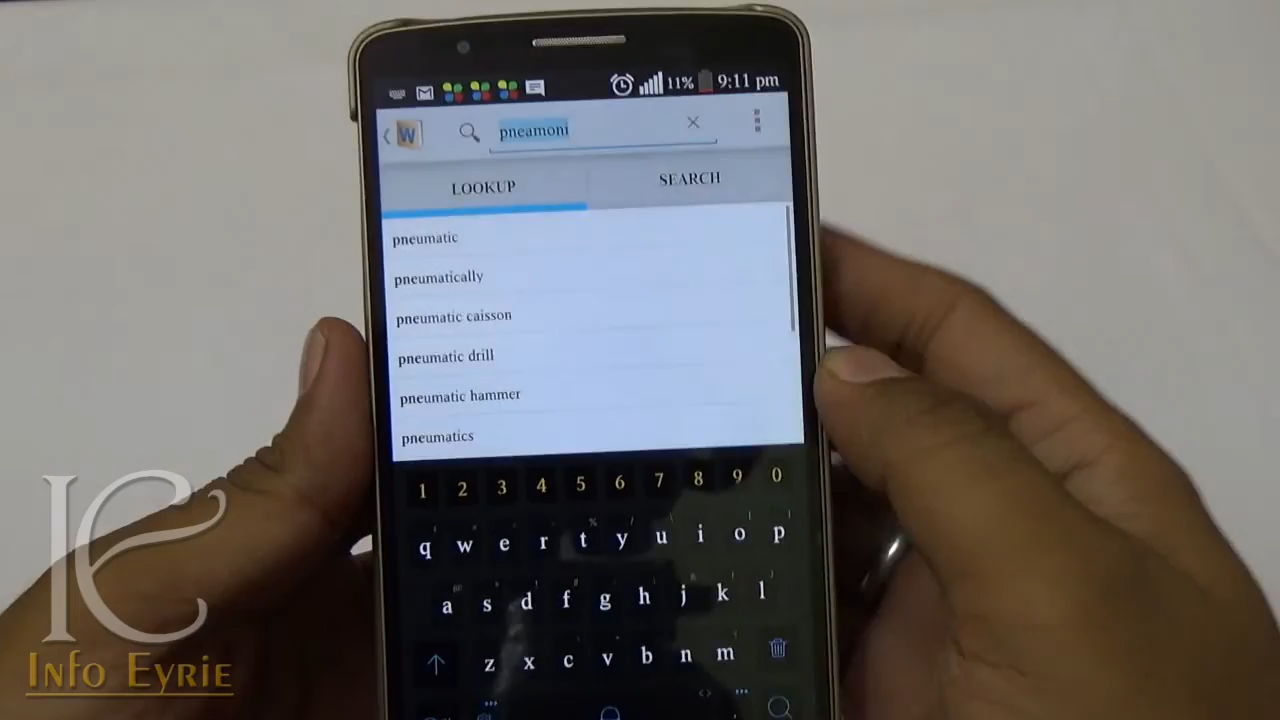 11% 9:11 pm
W pneamoni
LOOKUP SEARCH
pneumatic
pneumatically
pneumatic caisson
pneumatic drill
pneumatic hammer
pneumatics
1 2 3 4 5 6 7 8 9 0
q w e r t y u i o p
a s d f g h j k l
z x c v b n m
IE
INFO EYRIE